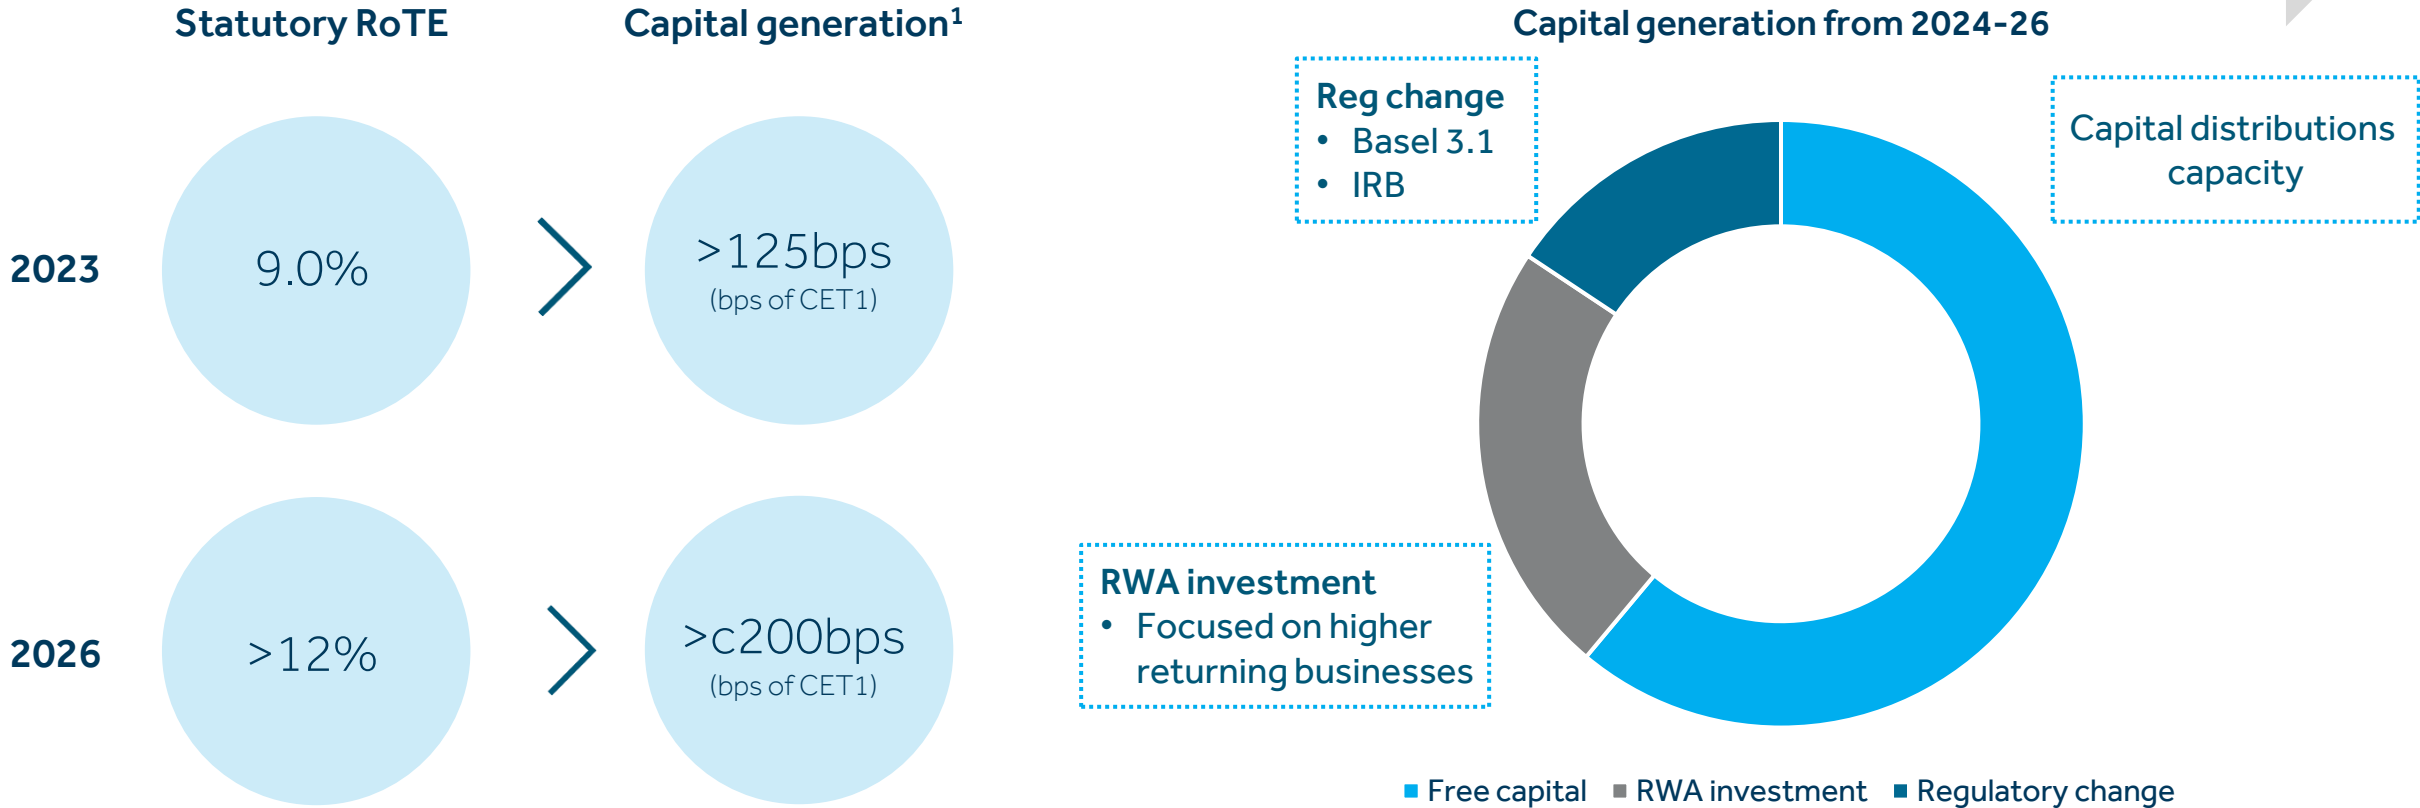 Statutory RoTE
Capital generation¹
2023
9.0%
>125bps
(bps of CET1)
2026
>12%
>c200bps
(bps of CET1)
Capital generation from 2024-26
Reg change
• Basel 3.1
• IRB
Capital distributions
capacity
RWA investment
• Focused on higher
returning businesses
Free capital
RWA investment
Regulatory change